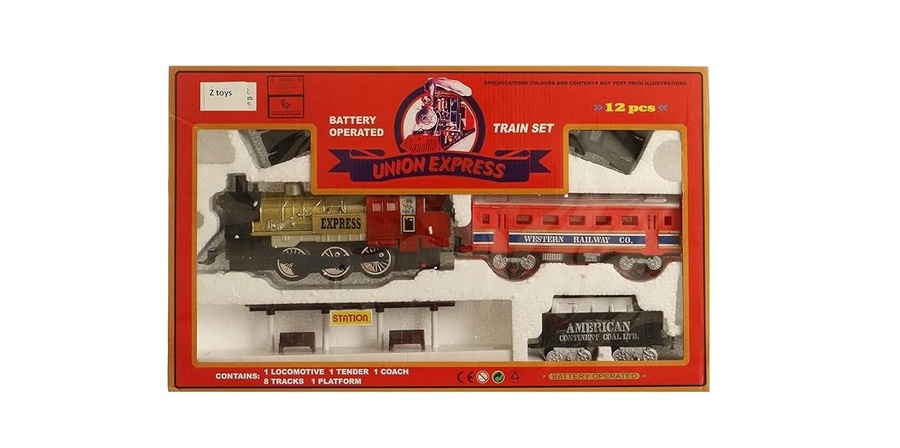 2 toys
SPECIFICATIONS COLOURS AND CONTENTS MAY VERY FROM ILLUSTRATIONS
»12 pcs«
BATTERY
OPERATED
TRAIN SET
UNION EXPRESS
EXPRESS
WESTERN RAILWAY CO.
STATION
AMERICAN
CONTINENT COAL LTD.
CONTAINS: 1 LOCOMOTIVE 1 TENDER 1 COACH
8 TRACKS 1 PLATFORM
CE
BATTERY OPERATED